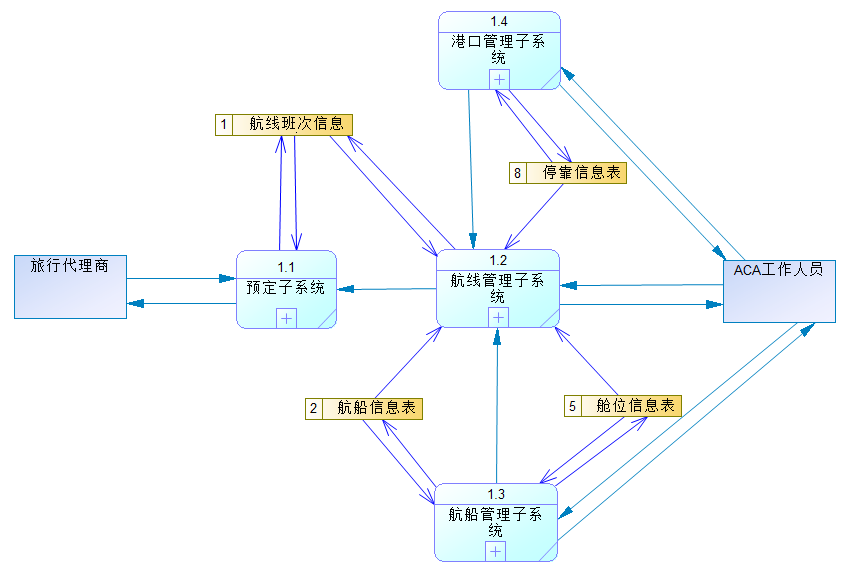 1.4
港口管理子系
统
1 航线班次信息
8 停靠信息表
旅行代理商
1.1
预定子系统
1.2
航线管理子系
统
ACA工作人员
2 航船信息表
5 舱位信息表
1.3
航船管理子系
统